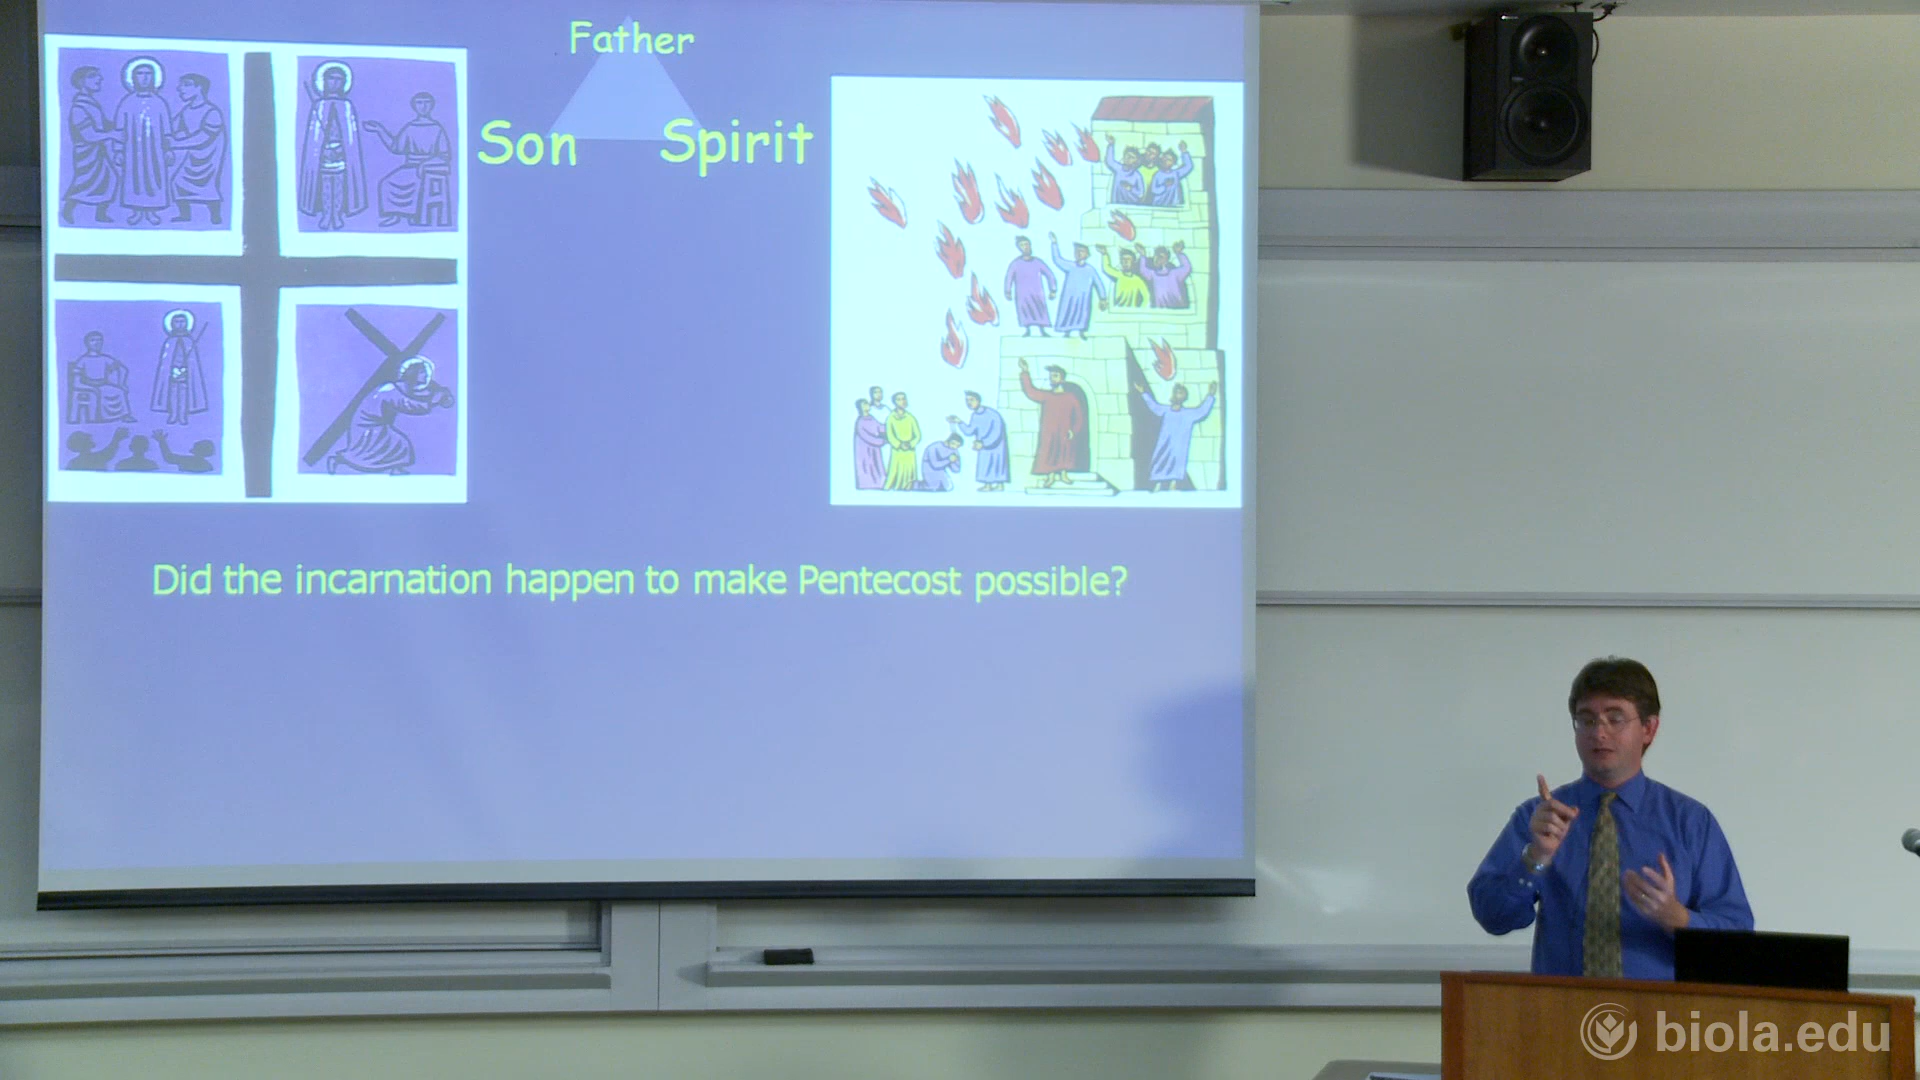 Father
Son Spirit
Did the incarnation happen to make Pentecost possible?
biola.edu